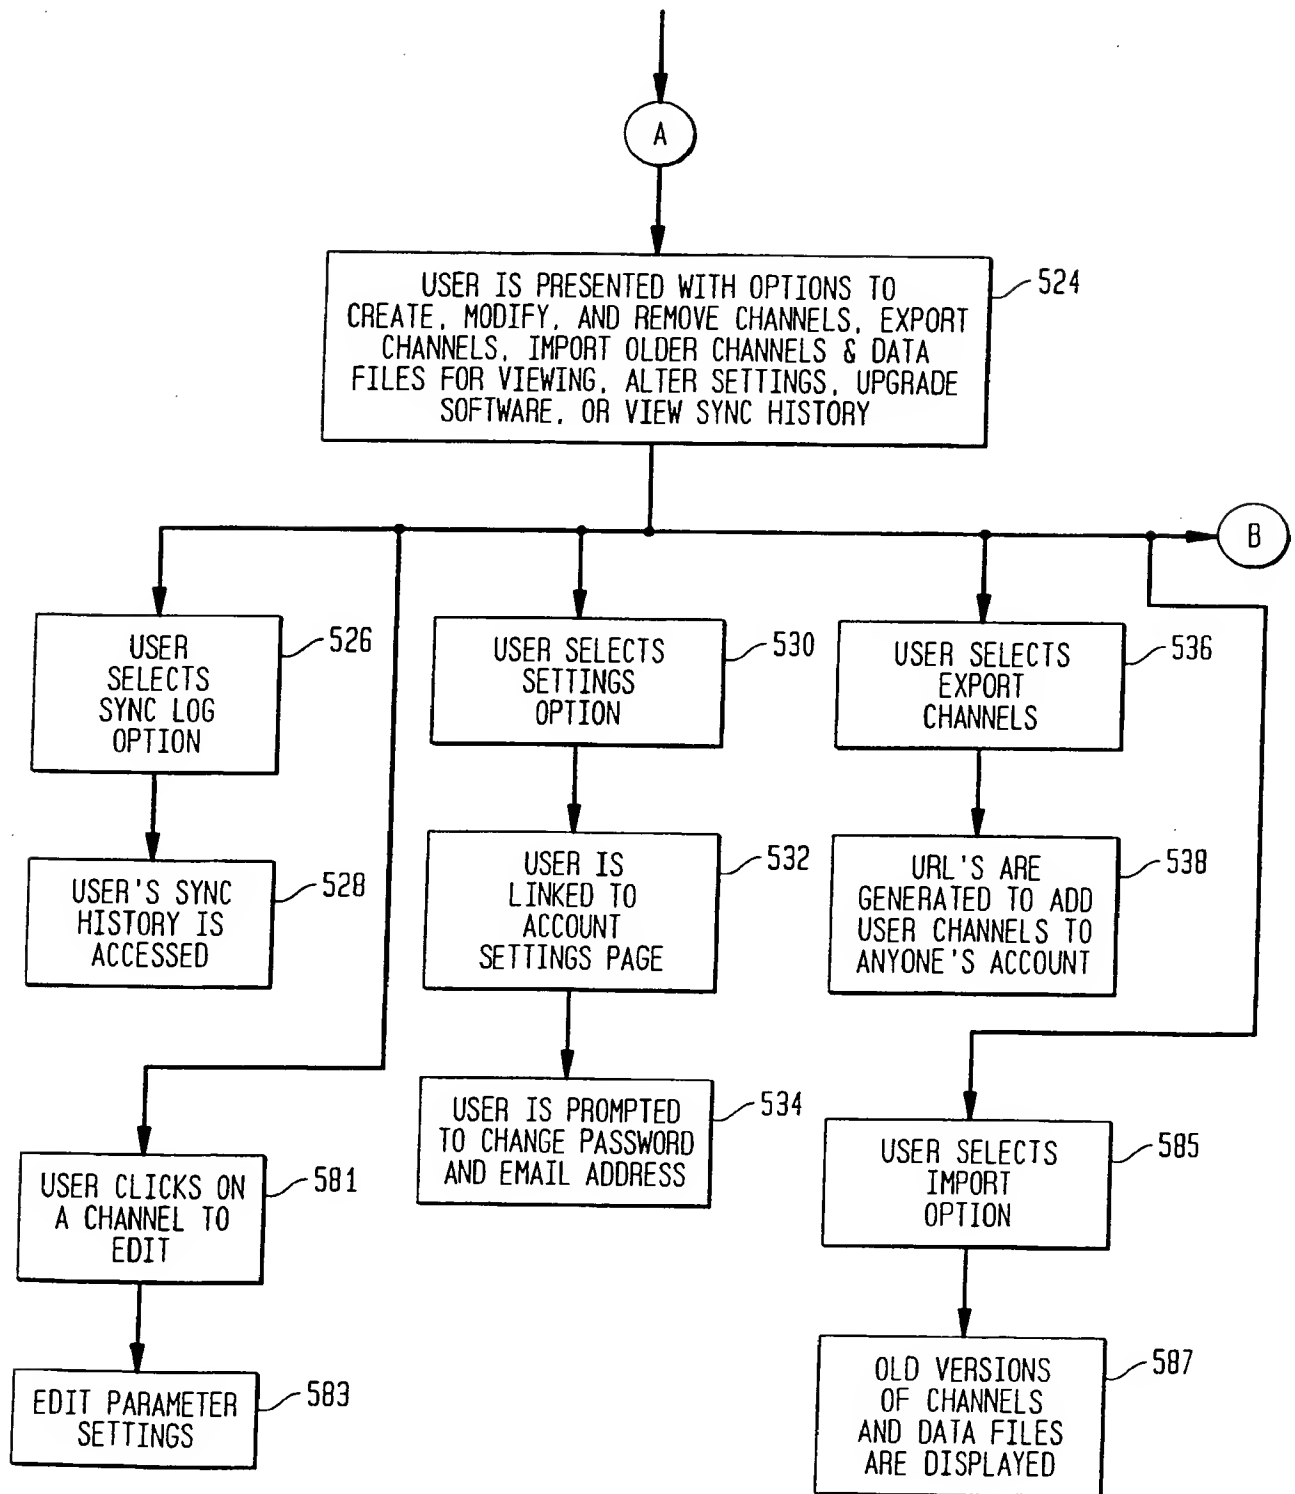 A
USER IS PRESENTED WITH OPTIONS TO
CREATE, MODIFY, AND REMOVE CHANNELS, EXPORT
CHANNELS, IMPORT OLDER CHANNELS & DATA
FILES FOR VIEWING, ALTER SETTINGS, UPGRADE
SOFTWARE, OR VIEW SYNC HISTORY
524
B
USER
SELECTS
SYNC LOG
OPTION
526
USER SELECTS
SETTINGS
OPTION
530
USER SELECTS
EXPORT
CHANNELS
536
USER'S SYNC
HISTORY IS
ACCESSED
528
USER IS
LINKED TO
ACCOUNT
SETTINGS PAGE
532
URL'S ARE
GENERATED TO ADD
USER CHANNELS TO
ANYONE'S ACCOUNT
538
USER IS PROMPTED
TO CHANGE PASSWORD
AND EMAIL ADDRESS
534
USER CLICKS ON
A CHANNEL TO
EDIT
581
USER SELECTS
IMPORT
OPTION
585
EDIT PARAMETER
SETTINGS
583
OLD VERSIONS
OF CHANNELS
AND DATA FILES
ARE DISPLAYED
587